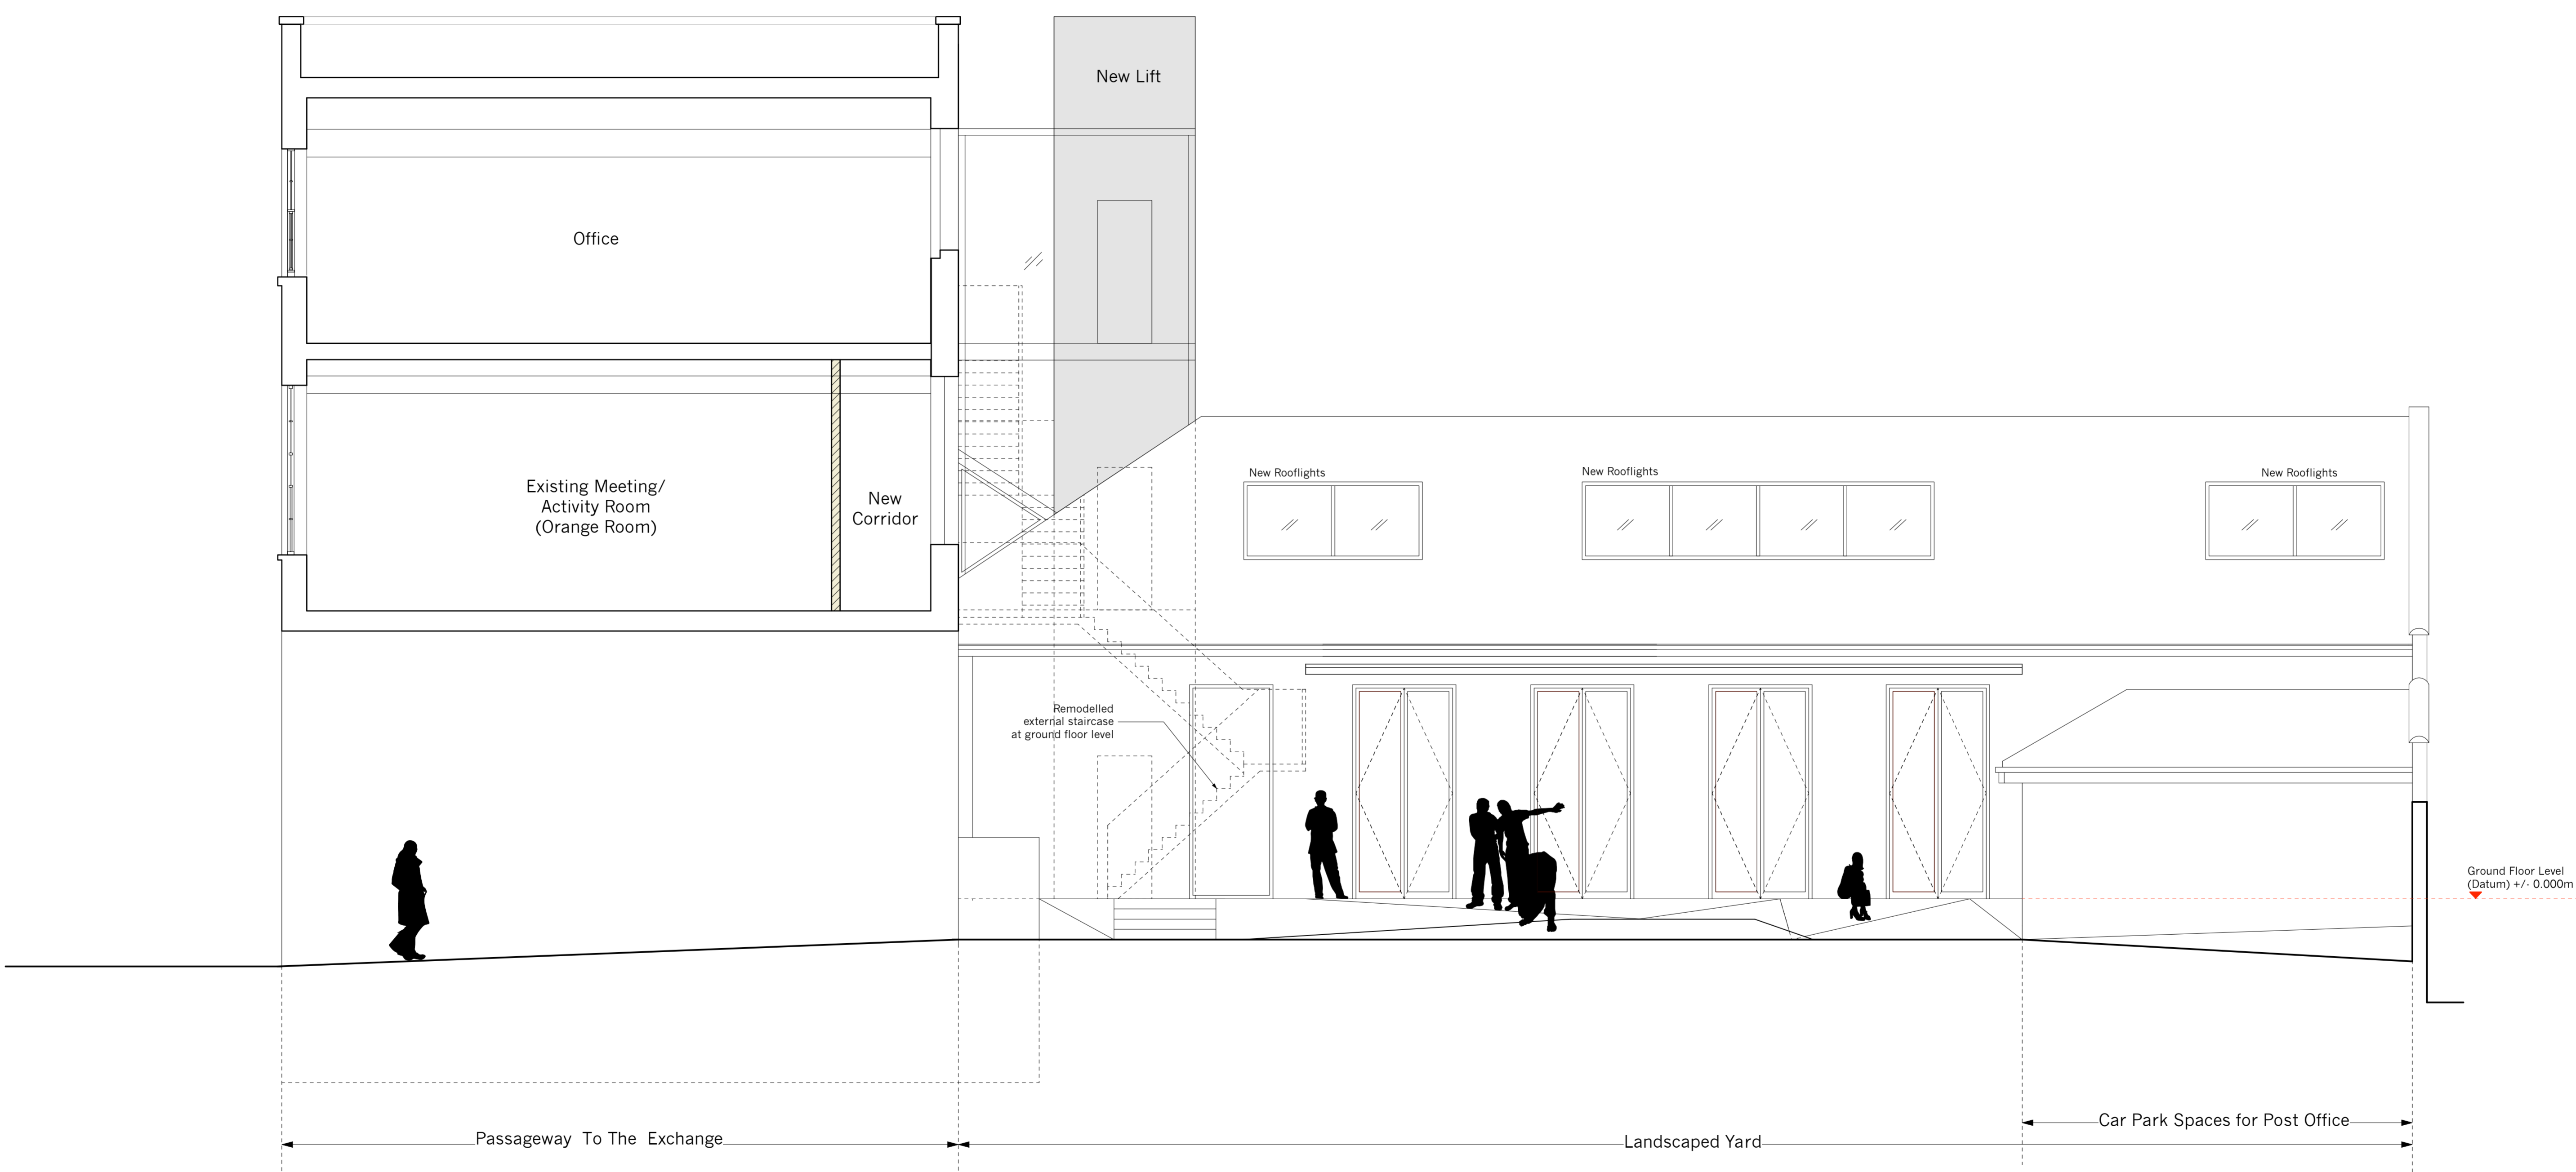 New Lift
Office
Existing Meeting/
Activity Room
(Orange Room)
New
Corridor
New Rooflights
New Rooflights
New Rooflights
Remodelled
external staircase
at ground floor level
Ground Floor Level
(Datum) +/- 0.000m
Passageway To The Exchange
Landscaped Yard
Car Park Spaces for Post Office